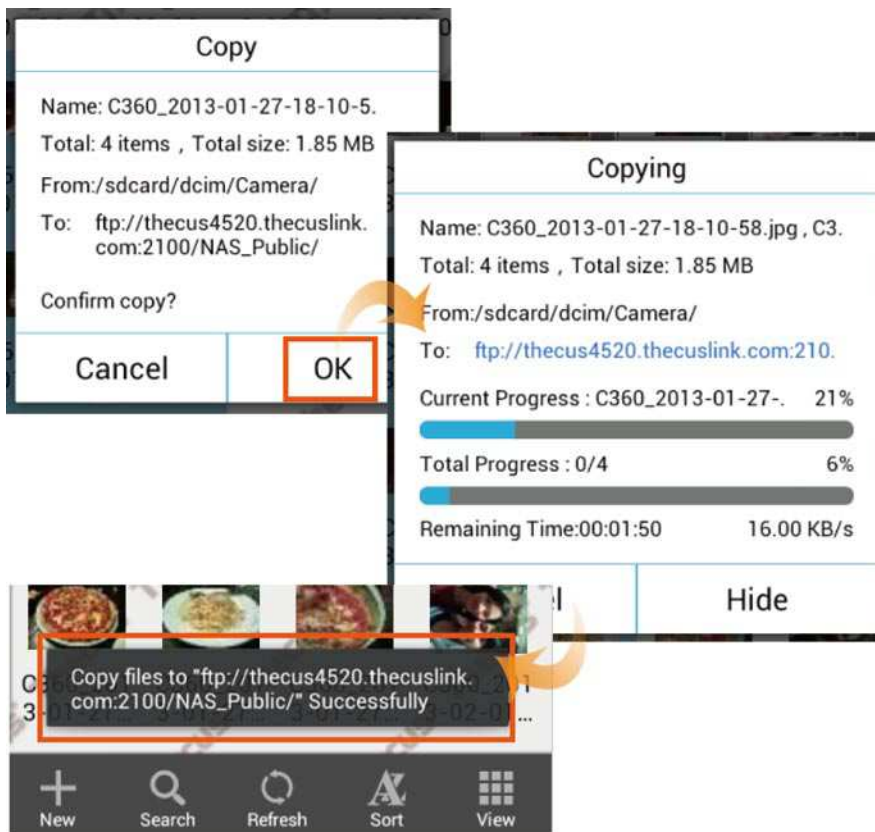 Copy
Name: C360_2013-01-27-18-10-5.
Total: 4 items , Total size: 1.85 MB
From:/sdcard/dcim/Camera/
To: ftp://thecus4520.thecuslink.
com:2100/NAS_Public/
Confirm copy?
Cancel
OK
Copying
Name: C360_2013-01-27-18-10-58.jpg , C3.
Total: 4 items , Total size: 1.85 MB
From:/sdcard/dcim/Camera/
To: ftp://thecus4520.thecuslink.com:210.
Current Progress : C360_2013-01-27-. 21%
Total Progress : 0/4 6%
Remaining Time:00:01:50 16.00 KB/s
Hide
Copy files to "ftp://thecus4520.thecuslink.
com:2100/NAS_Public/" Successfully
New
Search
Refresh
Sort
View